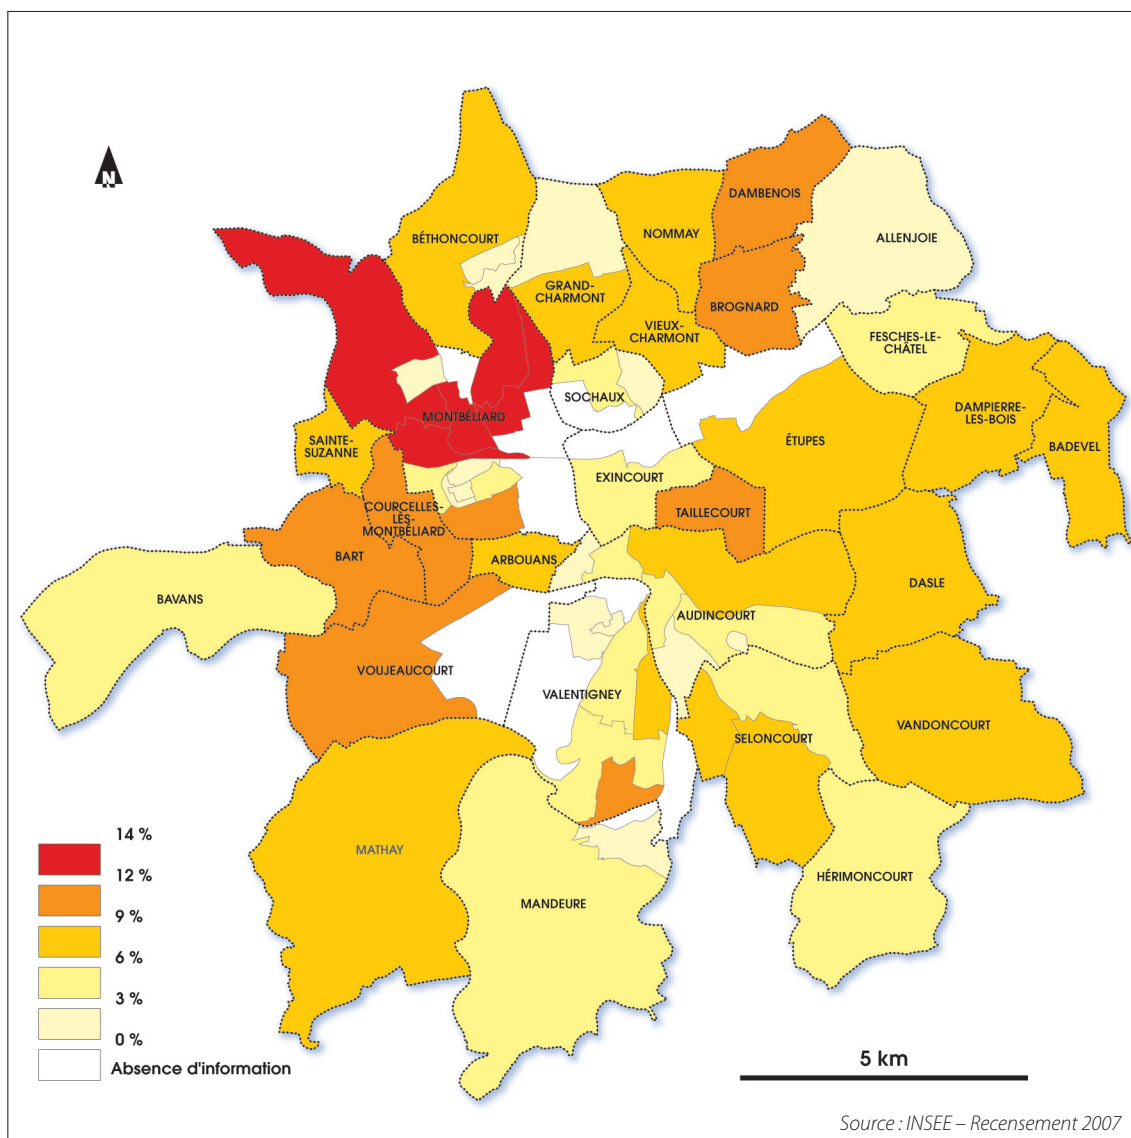 N
DAMBENOIS
BÉTHONCOURT
NOMMAY
ALLENJOIE
GRAND-
CHARMONT
BROGNARD
VIEUX-
CHARMONT
FESCHES-LE-
CHÂTEL
SOCHAUX
MONTBÉLIARD
DAMPIERRE-
LES-BOIS
SAINTE-
SUZANNE
ÉTUPES
BADEVEL
EXINCOURT
COURCELLES-
LÈS-
MONTBÉLIARD
TAILLECOURT
BART
ARBOUANS
DASLE
BAVANS
AUDINCOURT
VOUJEAUCOURT
VALENTIGNEY
VANDONCOURT
SELONCOURT
MATHAY
HÉRIMONCOURT
MANDEURE
14 %
12 %
9 %
6 %
3 %
0 %
Absence d'information
5 km
Source : INSEE – Recensement 2007